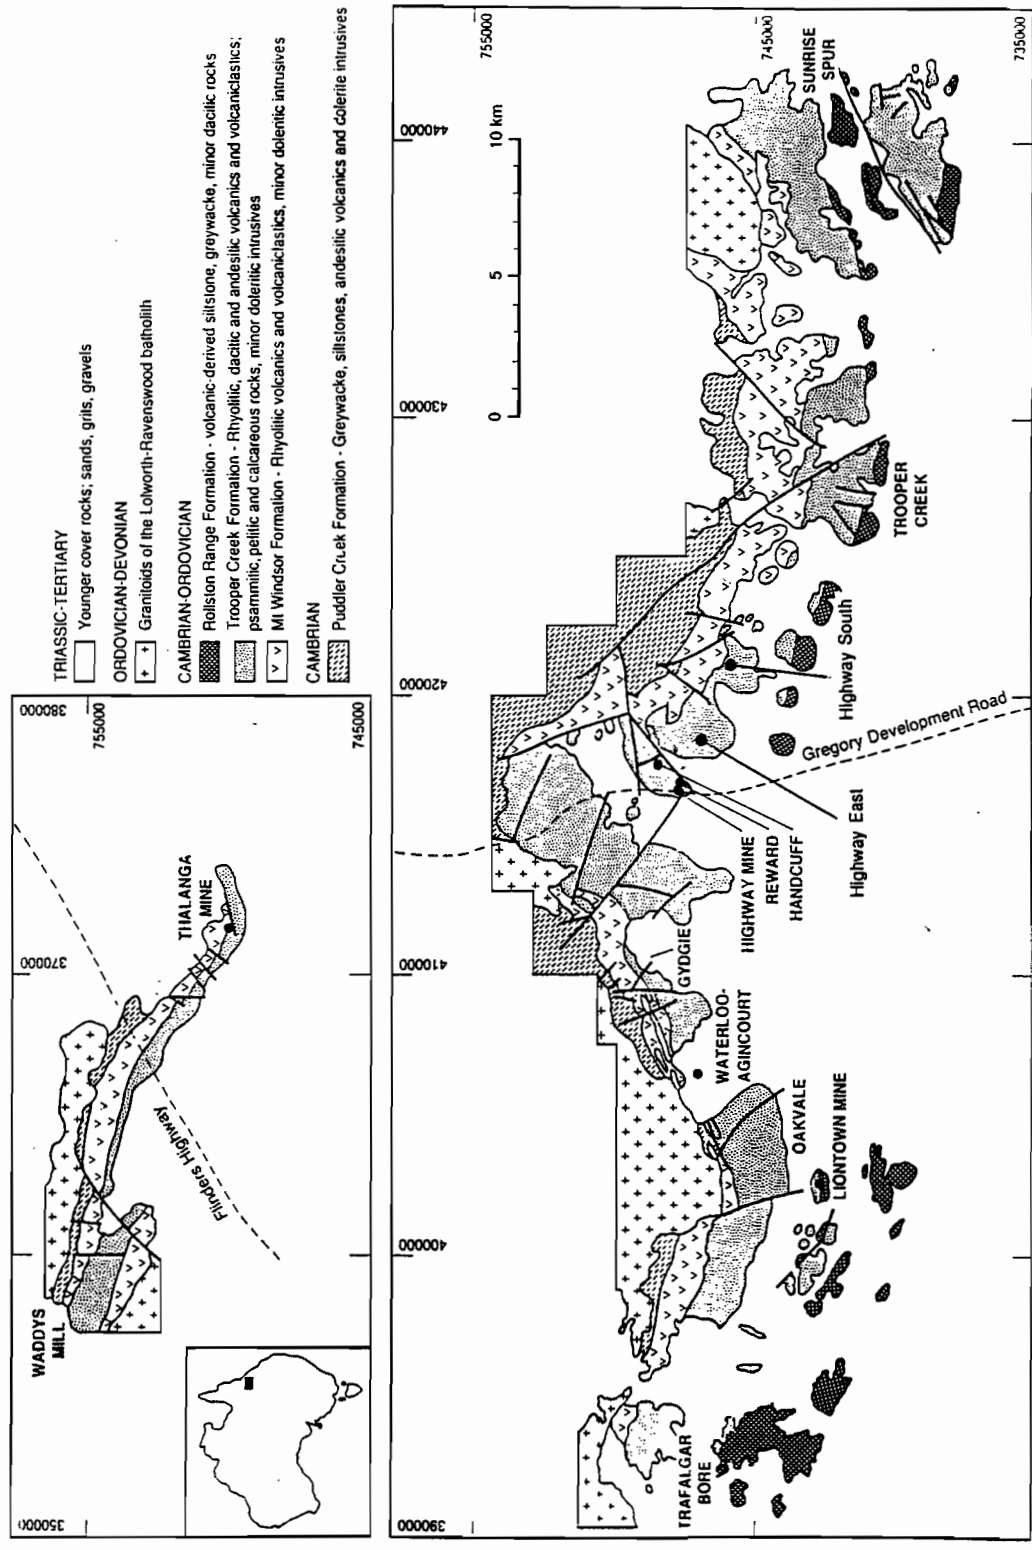 TRIASSIC-TERTIARY
Younger cover rocks; sands, grits, gravels
ORDOVICIAN-DEVONIAN
Granitoids of the Lolworth-Ravenswood batholith
CAMBRIAN-ORDOVICIAN
Rollston Range Formation - volcanic-derived siltstone, greywacke, minor dacitic rocks
Trooper Creek Formation - Rhyolitic, dacitic and andesitic volcanics and volcaniclastics;
psammitic, pelitic and calcareous rocks, minor doleritic intrusives
Mt Windsor Formation - Rhyolitic volcanics and volcaniclastics, minor doleritic intrusives
CAMBRIAN
Puddler Creek Formation - Greywacke, siltstones, andesitic volcanics and dolerite intrusives
350000
370000
380000
755000
745000
WADDYS
MILL
THALANGA
MINE
Flinders Highway
390000
400000
410000
420000
430000
440000
755000
745000
735000
0
5
10 km
TRAFALGAR
BORE
LIONTOWN MINE
OAKVALE
WATERLOO-
AGINCOURT
GYDGIE
HIGHWAY MINE
REWARD
HANDCUFF
Highway East
Highway South
Gregory Development Road
TROOPER
CREEK
SUNRISE
SPUR